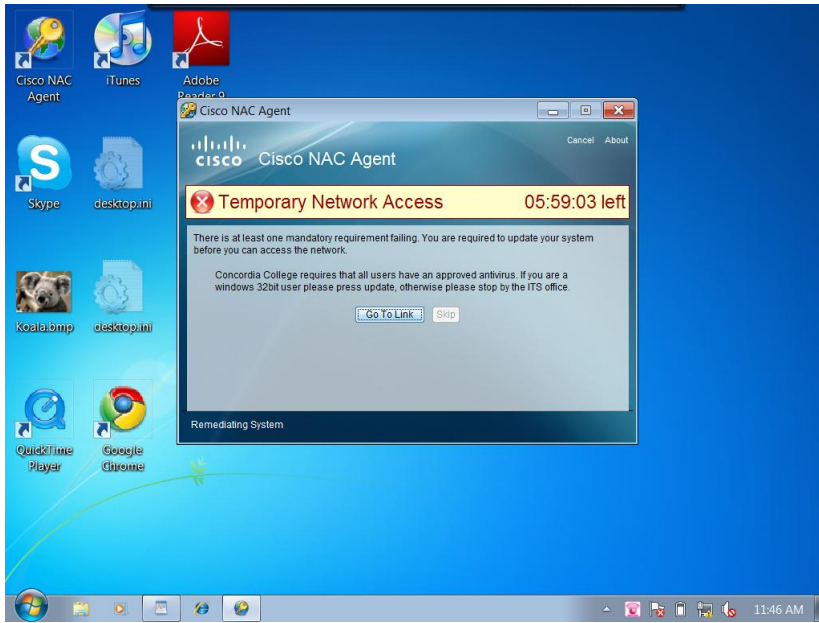 Cisco NAC
Agent
iTunes
Adobe
Reader 9
Cisco NAC Agent
Cancel About
CISCO Cisco NAC Agent
Temporary Network Access 05:59:03 left
Skype
desktop.ini
There is at least one mandatory requirement failing. You are required to update your system
before you can access the network.
Concordia College requires that all users have an approved antivirus. If you are a
windows 32bit user please press update, otherwise please stop by the ITS office.
Go To Link Skip
Koala.bmp
desktop.ini
Remediating System
QuickTime
Player
Google
Chrome
11:46 AM